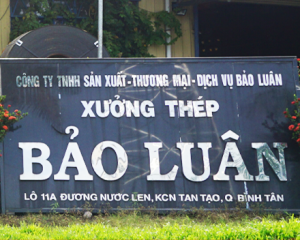 CÔNG TY TNHH SẢN XUẤT-THƯƠNG MẠI-DỊCH VỤ BẢO LUÂN
XƯỞNG THÉP
BẢO LUÂN
LÔ 11A ĐƯỜNG NƯỚC LÊN, KCN TÂN TẠO, Q BÌNH TÂN